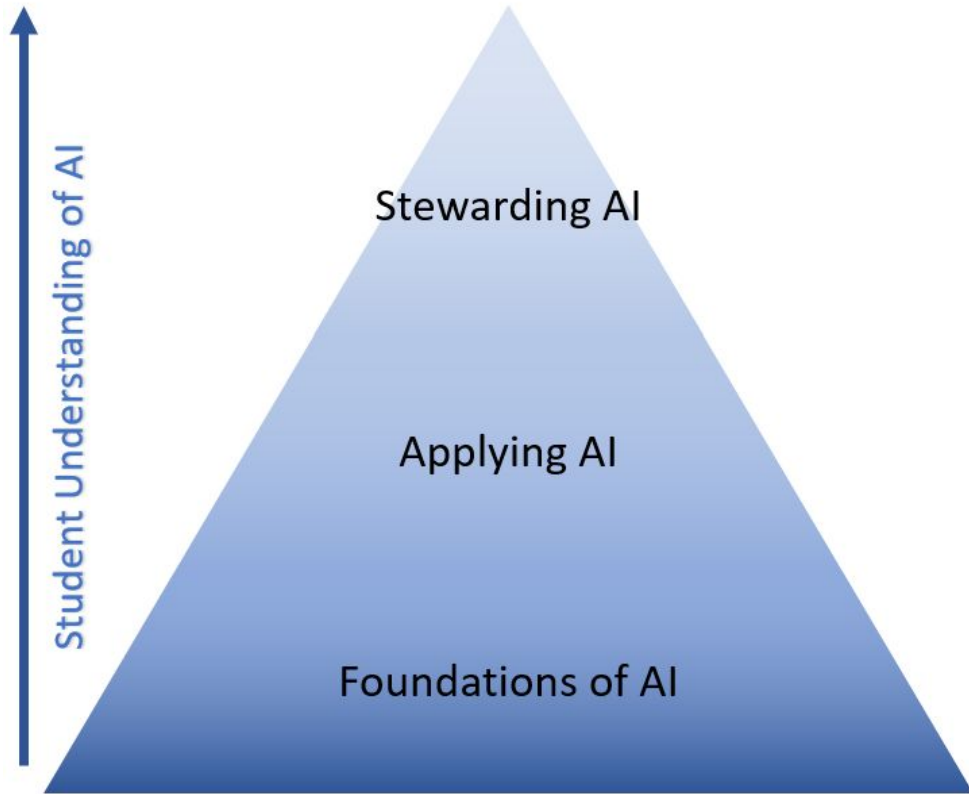 Student Understanding of AI
Stewarding AI
Applying AI
Foundations of AI